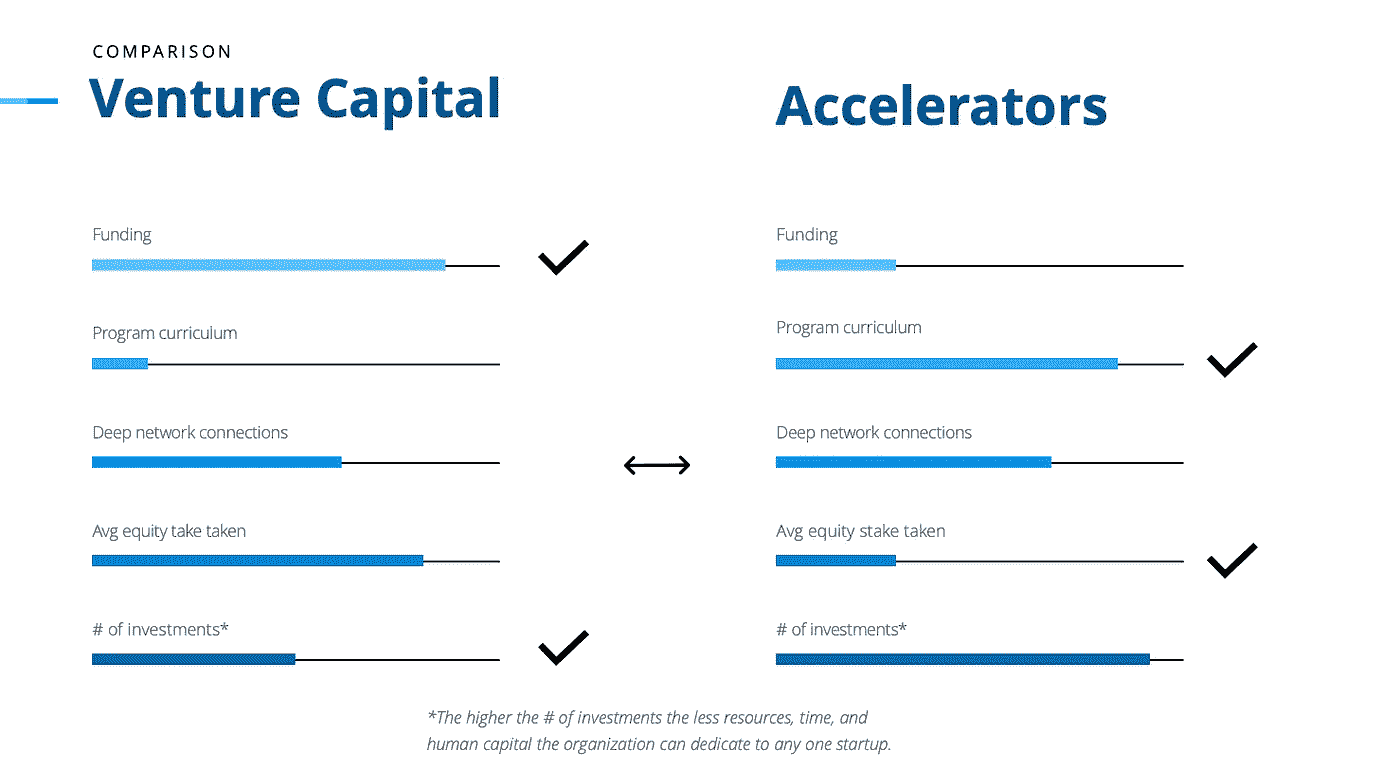 COMPARISON
Venture Capital
Funding
Program curriculum
Deep network connections
Avg equity take taken
# of investments*
Accelerators
Funding
Program curriculum
Deep network connections
Avg equity stake taken
# of investments*
*The higher the # of investments the less resources, time, and
human capital the organization can dedicate to any one startup.